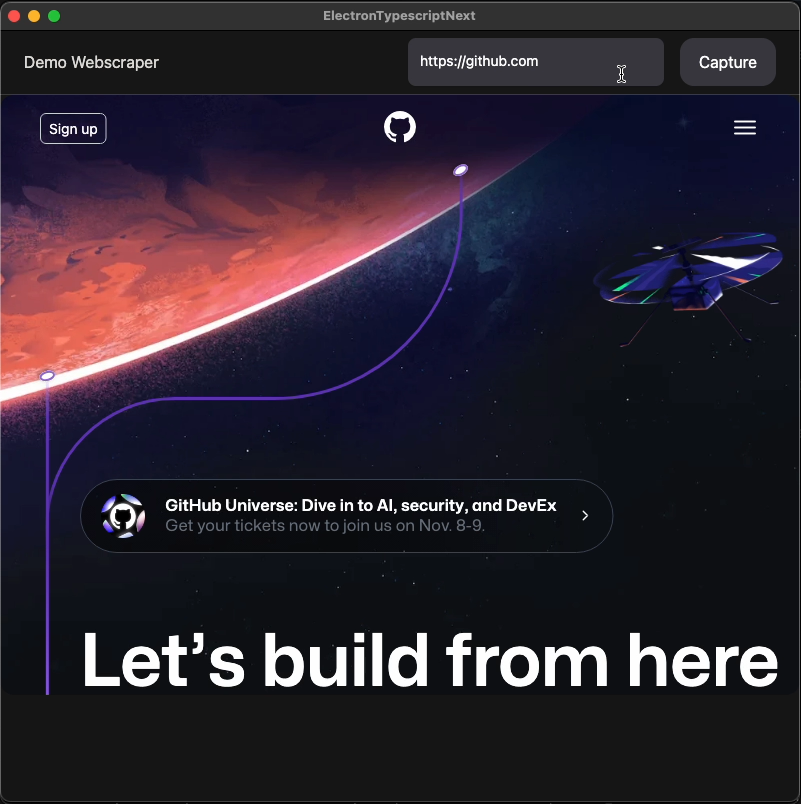 ElectronTypescriptNext
Demo Webscraper
https://github.com
Capture
Sign up
GitHub Universe: Dive in to AI, security, and DevEx
Get your tickets now to join us on Nov. 8-9.
Let’s build from here